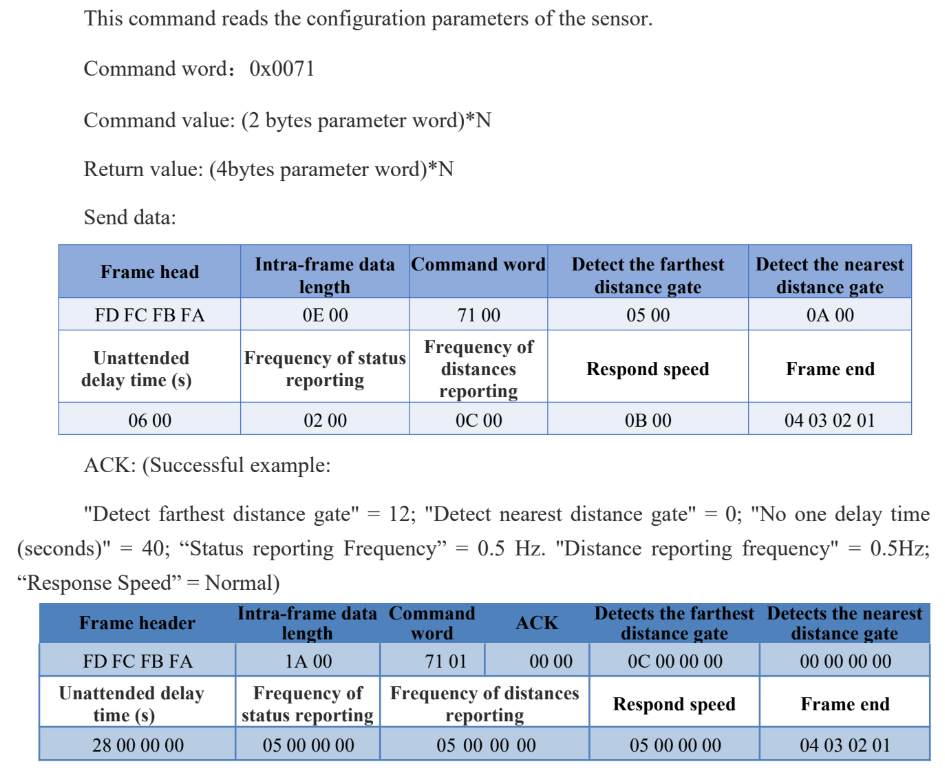 This command reads the configuration parameters of the sensor.
Command word：0x0071
Command value: (2 bytes parameter word)*N
Return value: (4bytes parameter word)*N
Send data:
Frame head
Intra-frame data
length
Command word
Detect the farthest
distance gate
Detect the nearest
distance gate
FD FC FB FA
0E 00
71 00
05 00
0A 00
Unattended
delay time (s)
Frequency of status
reporting
Frequency of
distances
reporting
Respond speed
Frame end
06 00
02 00
0C 00
0B 00
04 03 02 01
ACK: (Successful example:
"Detect farthest distance gate" = 12; "Detect nearest distance gate" = 0; "No one delay time
(seconds)" = 40; “Status reporting Frequency” = 0.5 Hz. "Distance reporting frequency" = 0.5Hz;
“Response Speed” = Normal)
Frame header
Intra-frame data
length
Command
word
ACK
Detects the farthest
distance gate
Detects the nearest
distance gate
FD FC FB FA
1A 00
71 01
00 00
0C 00 00 00
00 00 00 00
Unattended delay
time (s)
Frequency of
status reporting
Frequency of distances
reporting
Respond speed
Frame end
28 00 00 00
05 00 00 00
05 00 00 00
05 00 00 00
04 03 02 01